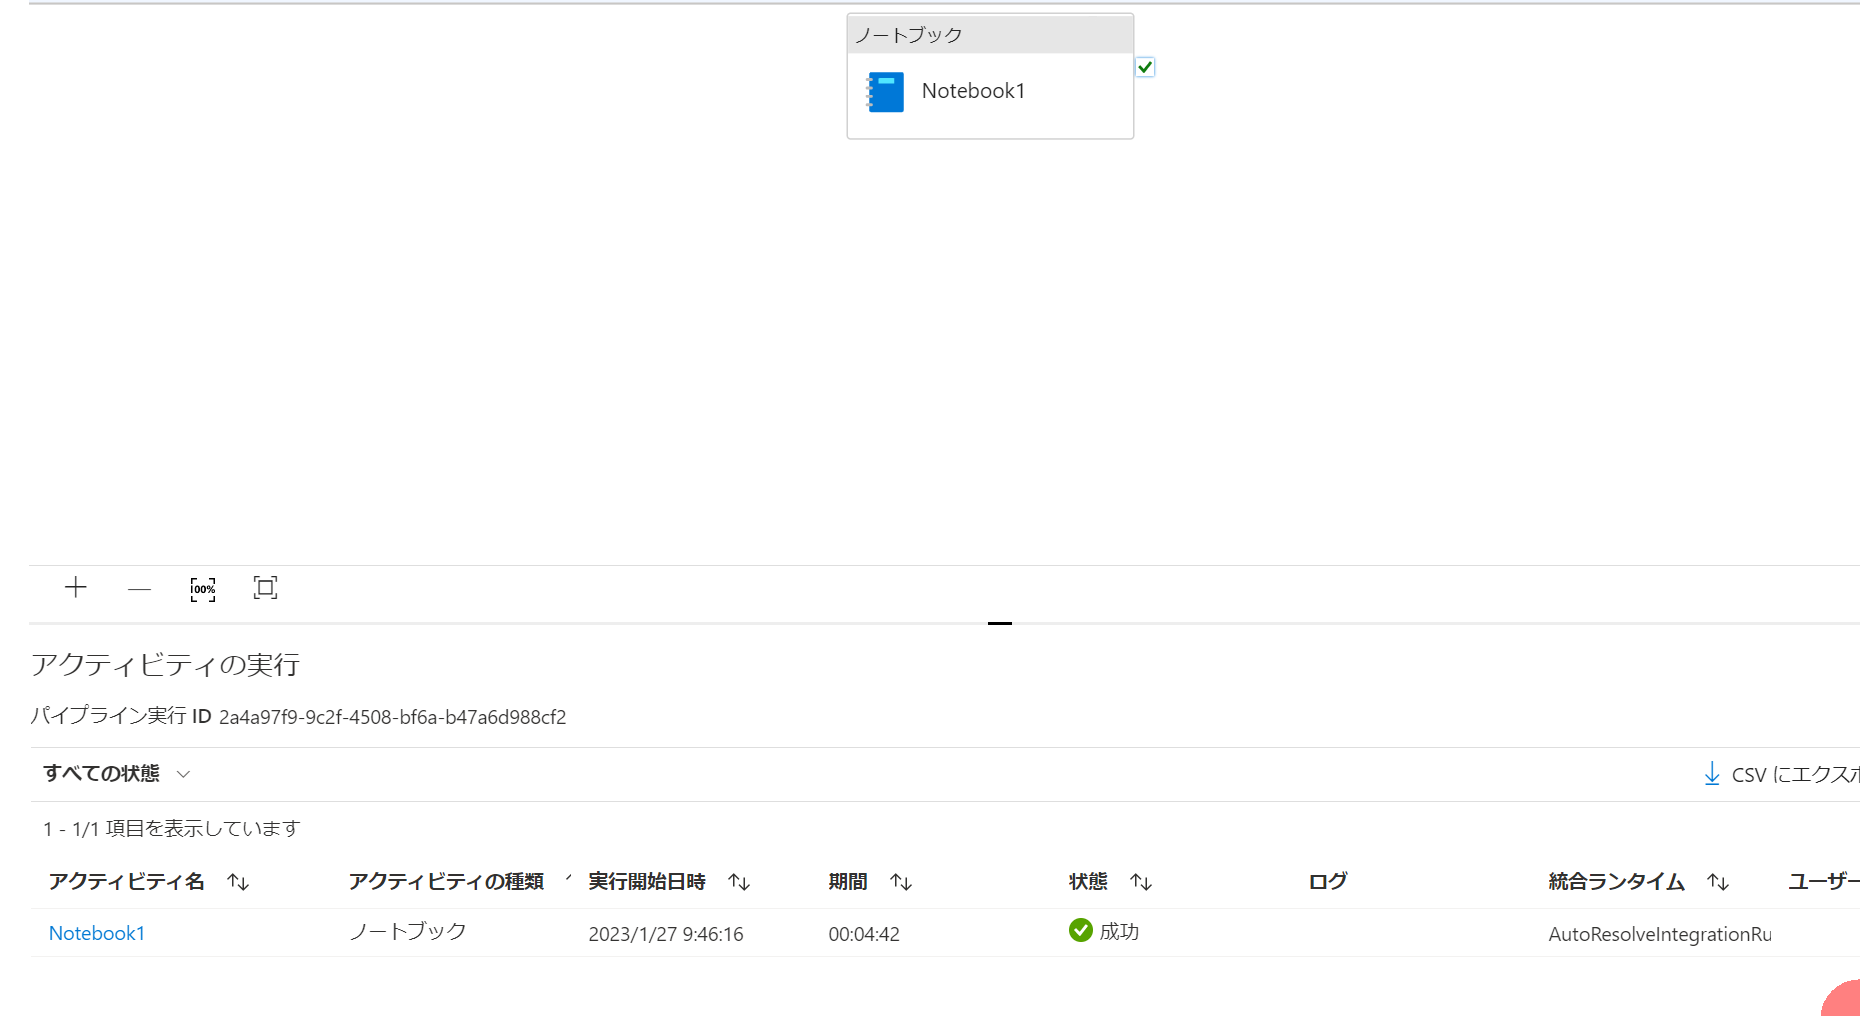 ノートブック
Notebook1
100%
アクティビティの実行
パイプライン実行 ID 2a4a97f9-9c2f-4508-bf6a-b47a6d988cf2
すべての状態
CSV にエクスポ
1 - 1/1 項目を表示しています
アクティビティ名 アクティビティの種類 実行開始日時 期間 状態 ログ 統合ランタイム ユーザー
Notebook1 ノートブック 2023/1/27 9:46:16 00:04:42 成功 AutoResolveIntegrationRu